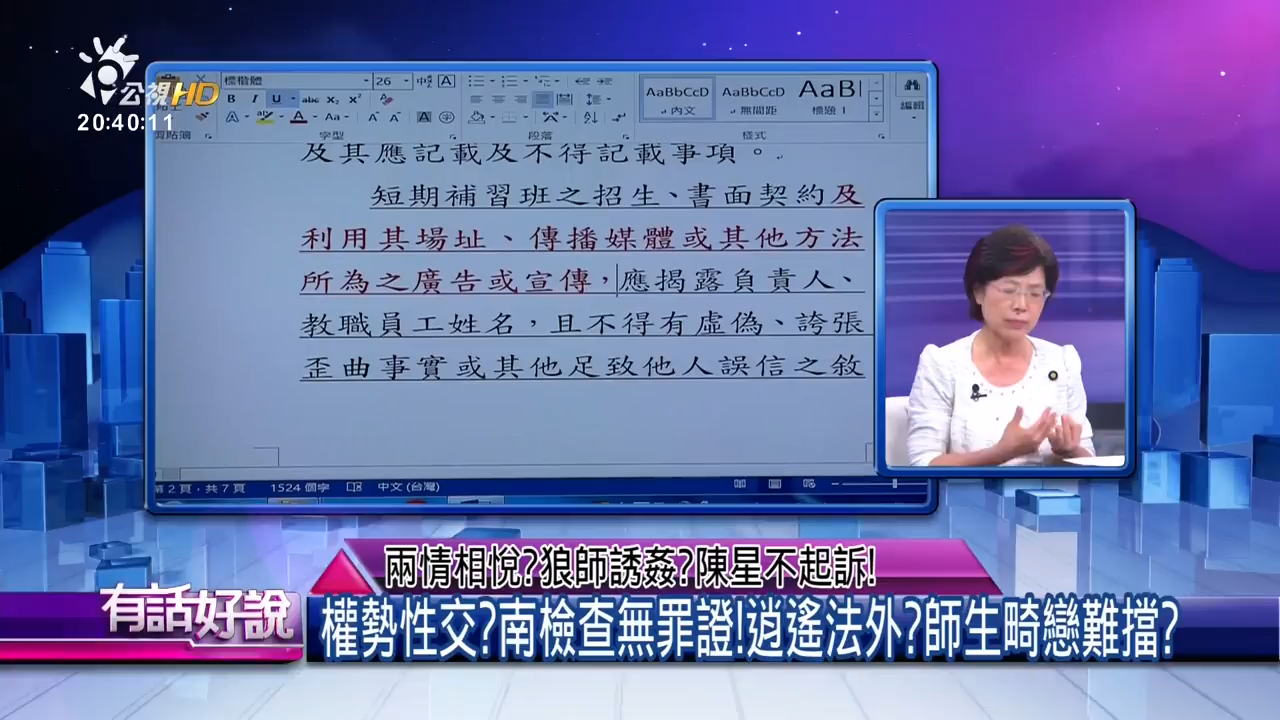 公視HD
20:40:11
標楷體 26
B I U abc x₂ x²
Aa
AaBbCcD AaBbCcD AaBl
內文 無間距 標題 1
編輯
剪貼簿 字型 段落 樣式
及其應記載及不得記載事項。
短期補習班之招生、書面契約及
利用其場址、傳播媒體或其他方法
所為之廣告或宣傳，應揭露負責人、
教職員工姓名，且不得有虛偽、誇張
歪曲事實或其他足致他人誤信之敘
第 2 頁，共 7 頁 1524 個字 中文 (台灣)
兩情相悅?狼師誘姦?陳星不起訴!
有話好說
權勢性交?南檢查無罪證!逍遙法外?師生畸戀難擋?